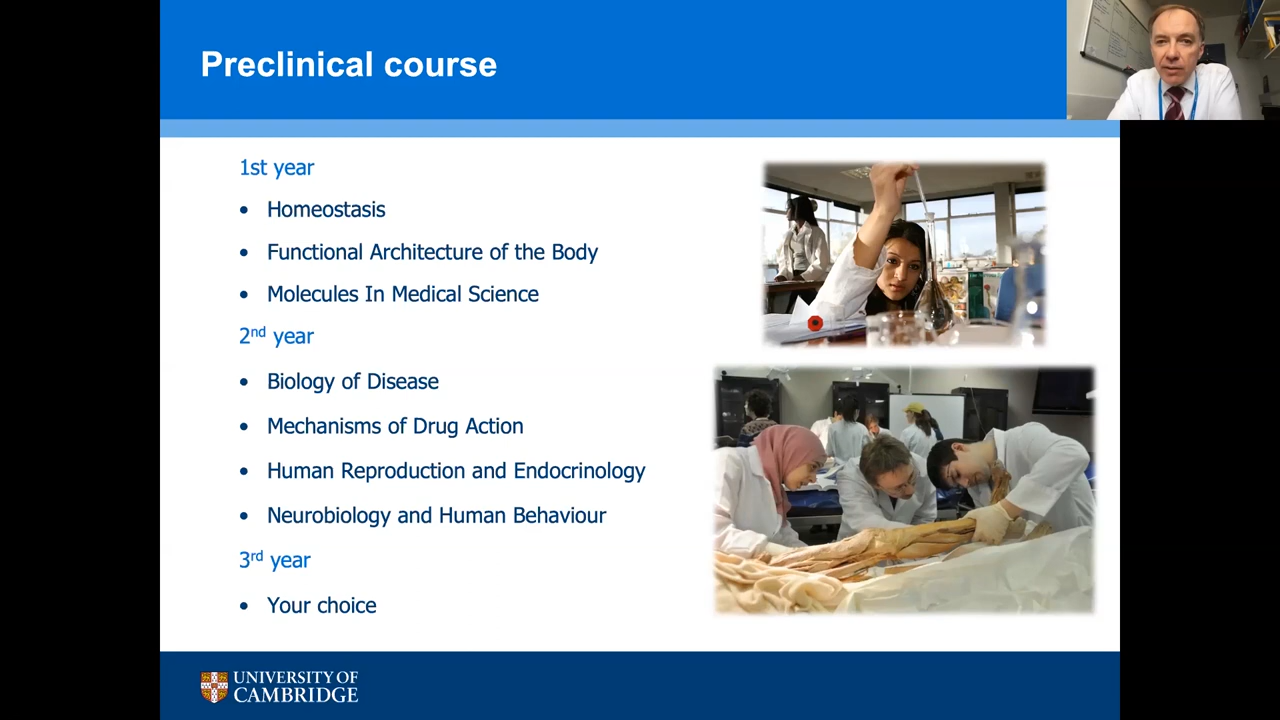 Preclinical course
1st year
• Homeostasis
• Functional Architecture of the Body
• Molecules In Medical Science
2nd year
• Biology of Disease
• Mechanisms of Drug Action
• Human Reproduction and Endocrinology
• Neurobiology and Human Behaviour
3rd year
• Your choice
UNIVERSITY OF
CAMBRIDGE